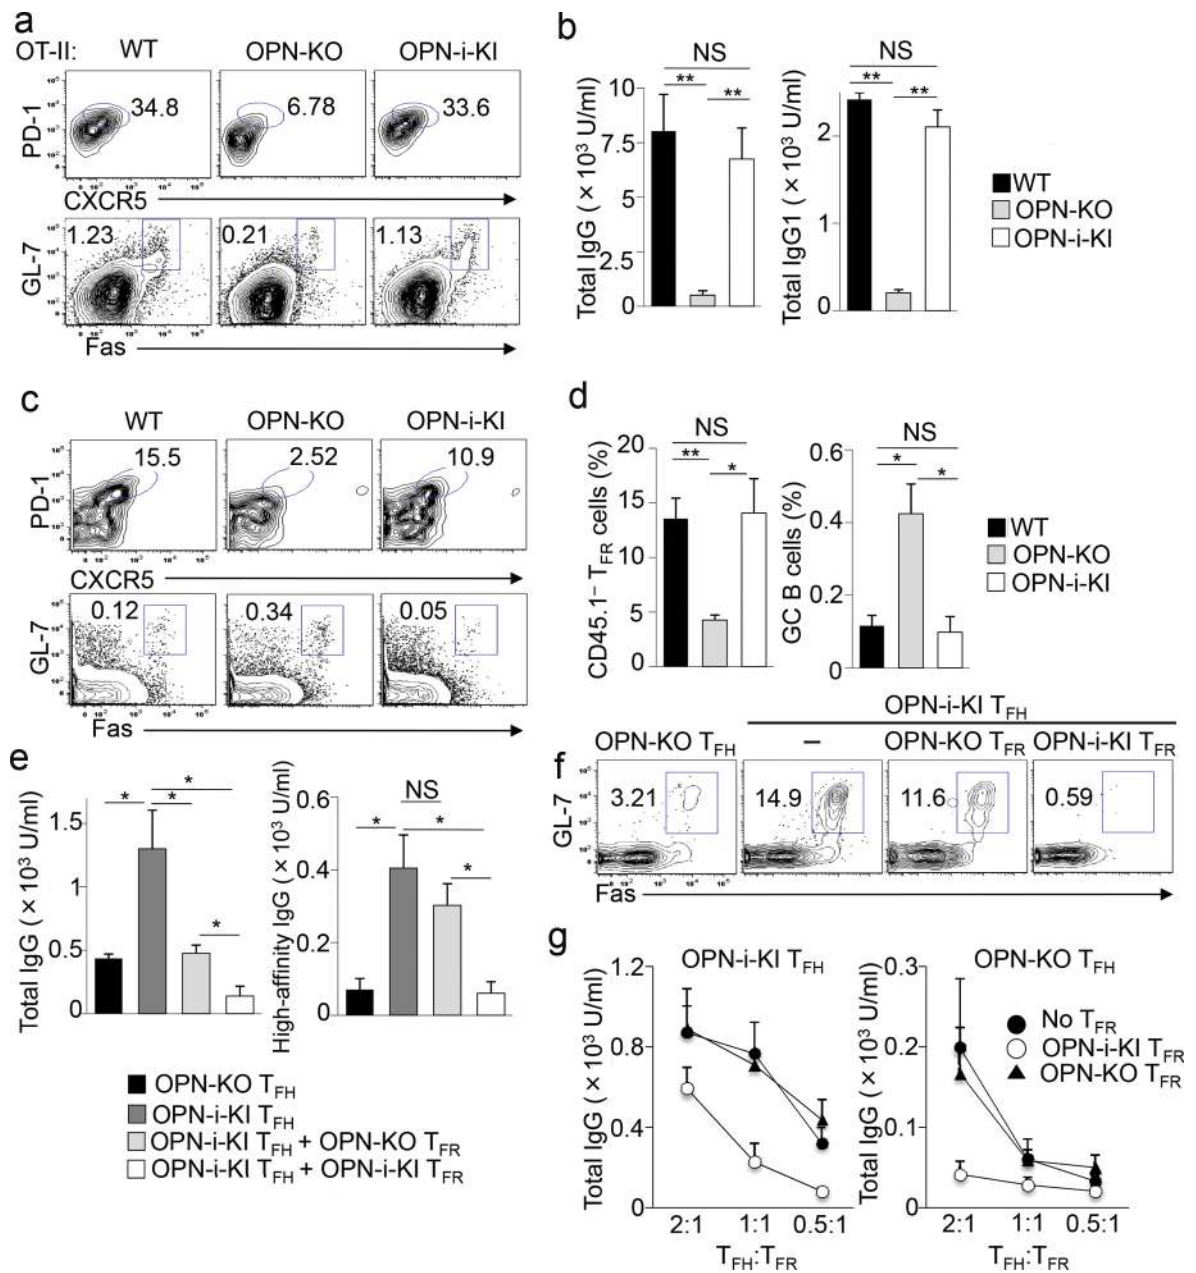 a
OT-II: WT OPN-KO OPN-i-KI
34.8 6.78 33.6
PD-1
CXCR5
1.23 0.21 1.13
GL-7
Fas
b
NS
** **
Total IgG (×10³ U/ml)
10
7.5
5
2.5
0
NS
** **
Total IgG1 (×10³ U/ml)
2
1
0
WT
OPN-KO
OPN-i-KI
c
WT OPN-KO OPN-i-KI
15.5 2.52 10.9
PD-1
CXCR5
0.12 0.34 0.05
GL-7
Fas
d
NS
** *
CD45.1⁻ TFR cells (%)
20
15
10
5
0
NS
* *
GC B cells (%)
0.6
0.4
0.2
0
WT
OPN-KO
OPN-i-KI
e
* * * *
Total IgG (×10³ U/ml)
1.5
1
0.5
0
NS
* * *
High-affinity IgG (×10³ U/ml)
0.6
0.4
0.2
0
OPN-KO TFH
OPN-i-KI TFH
OPN-i-KI TFH + OPN-KO TFR
OPN-i-KI TFH + OPN-i-KI TFR
f
OPN-i-KI TFH
OPN-KO TFH – OPN-KO TFR OPN-i-KI TFR
3.21 14.9 11.6 0.59
GL-7
Fas
g
OPN-i-KI TFH
Total IgG (×10³ U/ml)
1.2
0.8
0.4
0
2:1 1:1 0.5:1
TFH:TFR
OPN-KO TFH
Total IgG (×10³ U/ml)
0.3
0.2
0.1
0
2:1 1:1 0.5:1
TFH:TFR
No TFR
OPN-i-KI TFR
OPN-KO TFR